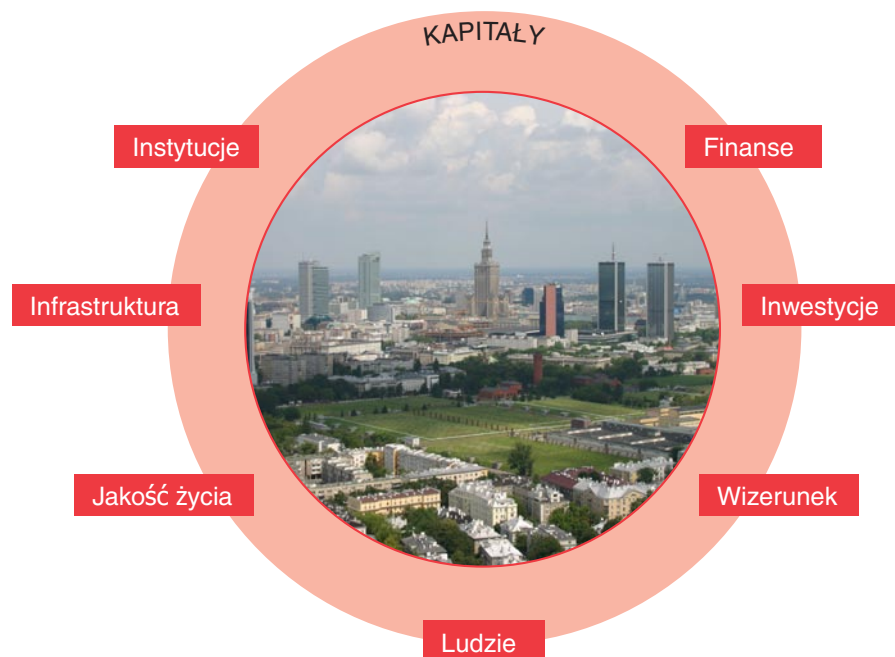 KAPITAŁY
Instytucje
Finanse
Infrastruktura
Inwestycje
Jakość życia
Wizerunek
Ludzie